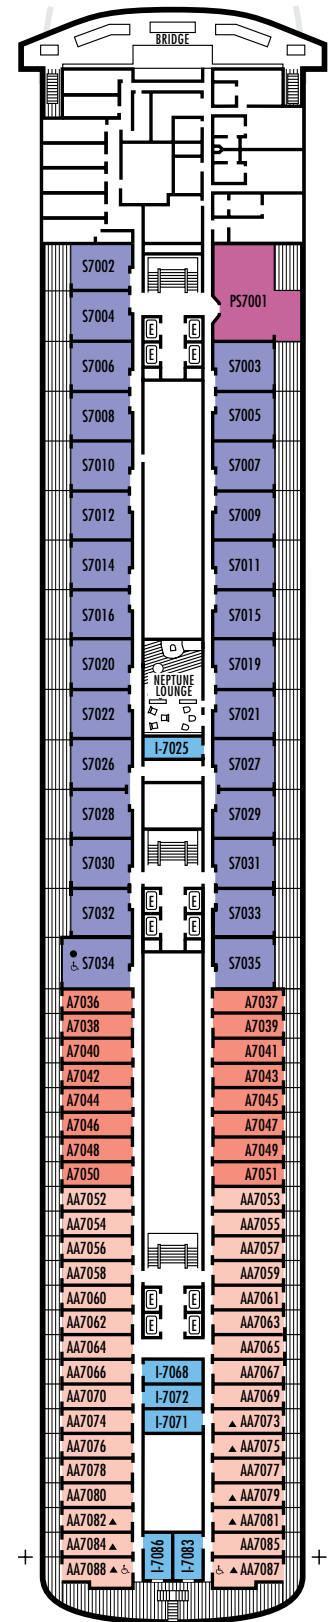 BRIDGE
S7002
PS7001
S7004
E E
E E
S7006
S7003
S7008
S7005
S7010
S7007
S7012
S7009
S7014
S7011
S7016
S7015
S7020
S7019
NEPTUNE
LOUNGE
S7022
S7021
I-7025
S7026
S7027
S7028
S7029
S7030
S7031
S7032
S7033
E E
E E
S7034
S7035
A7036
A7037
A7038
A7039
A7040
A7041
A7042
A7043
A7044
A7045
A7046
A7047
A7048
A7049
A7050
A7051
AA7052
AA7053
AA7054
AA7055
AA7056
AA7057
AA7058
AA7059
AA7060
E E
AA7061
AA7062
E E
AA7063
AA7064
AA7065
AA7066
I-7068
AA7067
AA7070
I-7072
AA7069
AA7074
I-7071
▲ AA7073
AA7076
▲ AA7075
AA7078
AA7077
AA7080
▲ AA7079
AA7082 ▲
▲ AA7081
AA7084 ▲
AA7085
I-7086
I-7083
AA7088 ▲ ♿
♿ ▲ AA7087